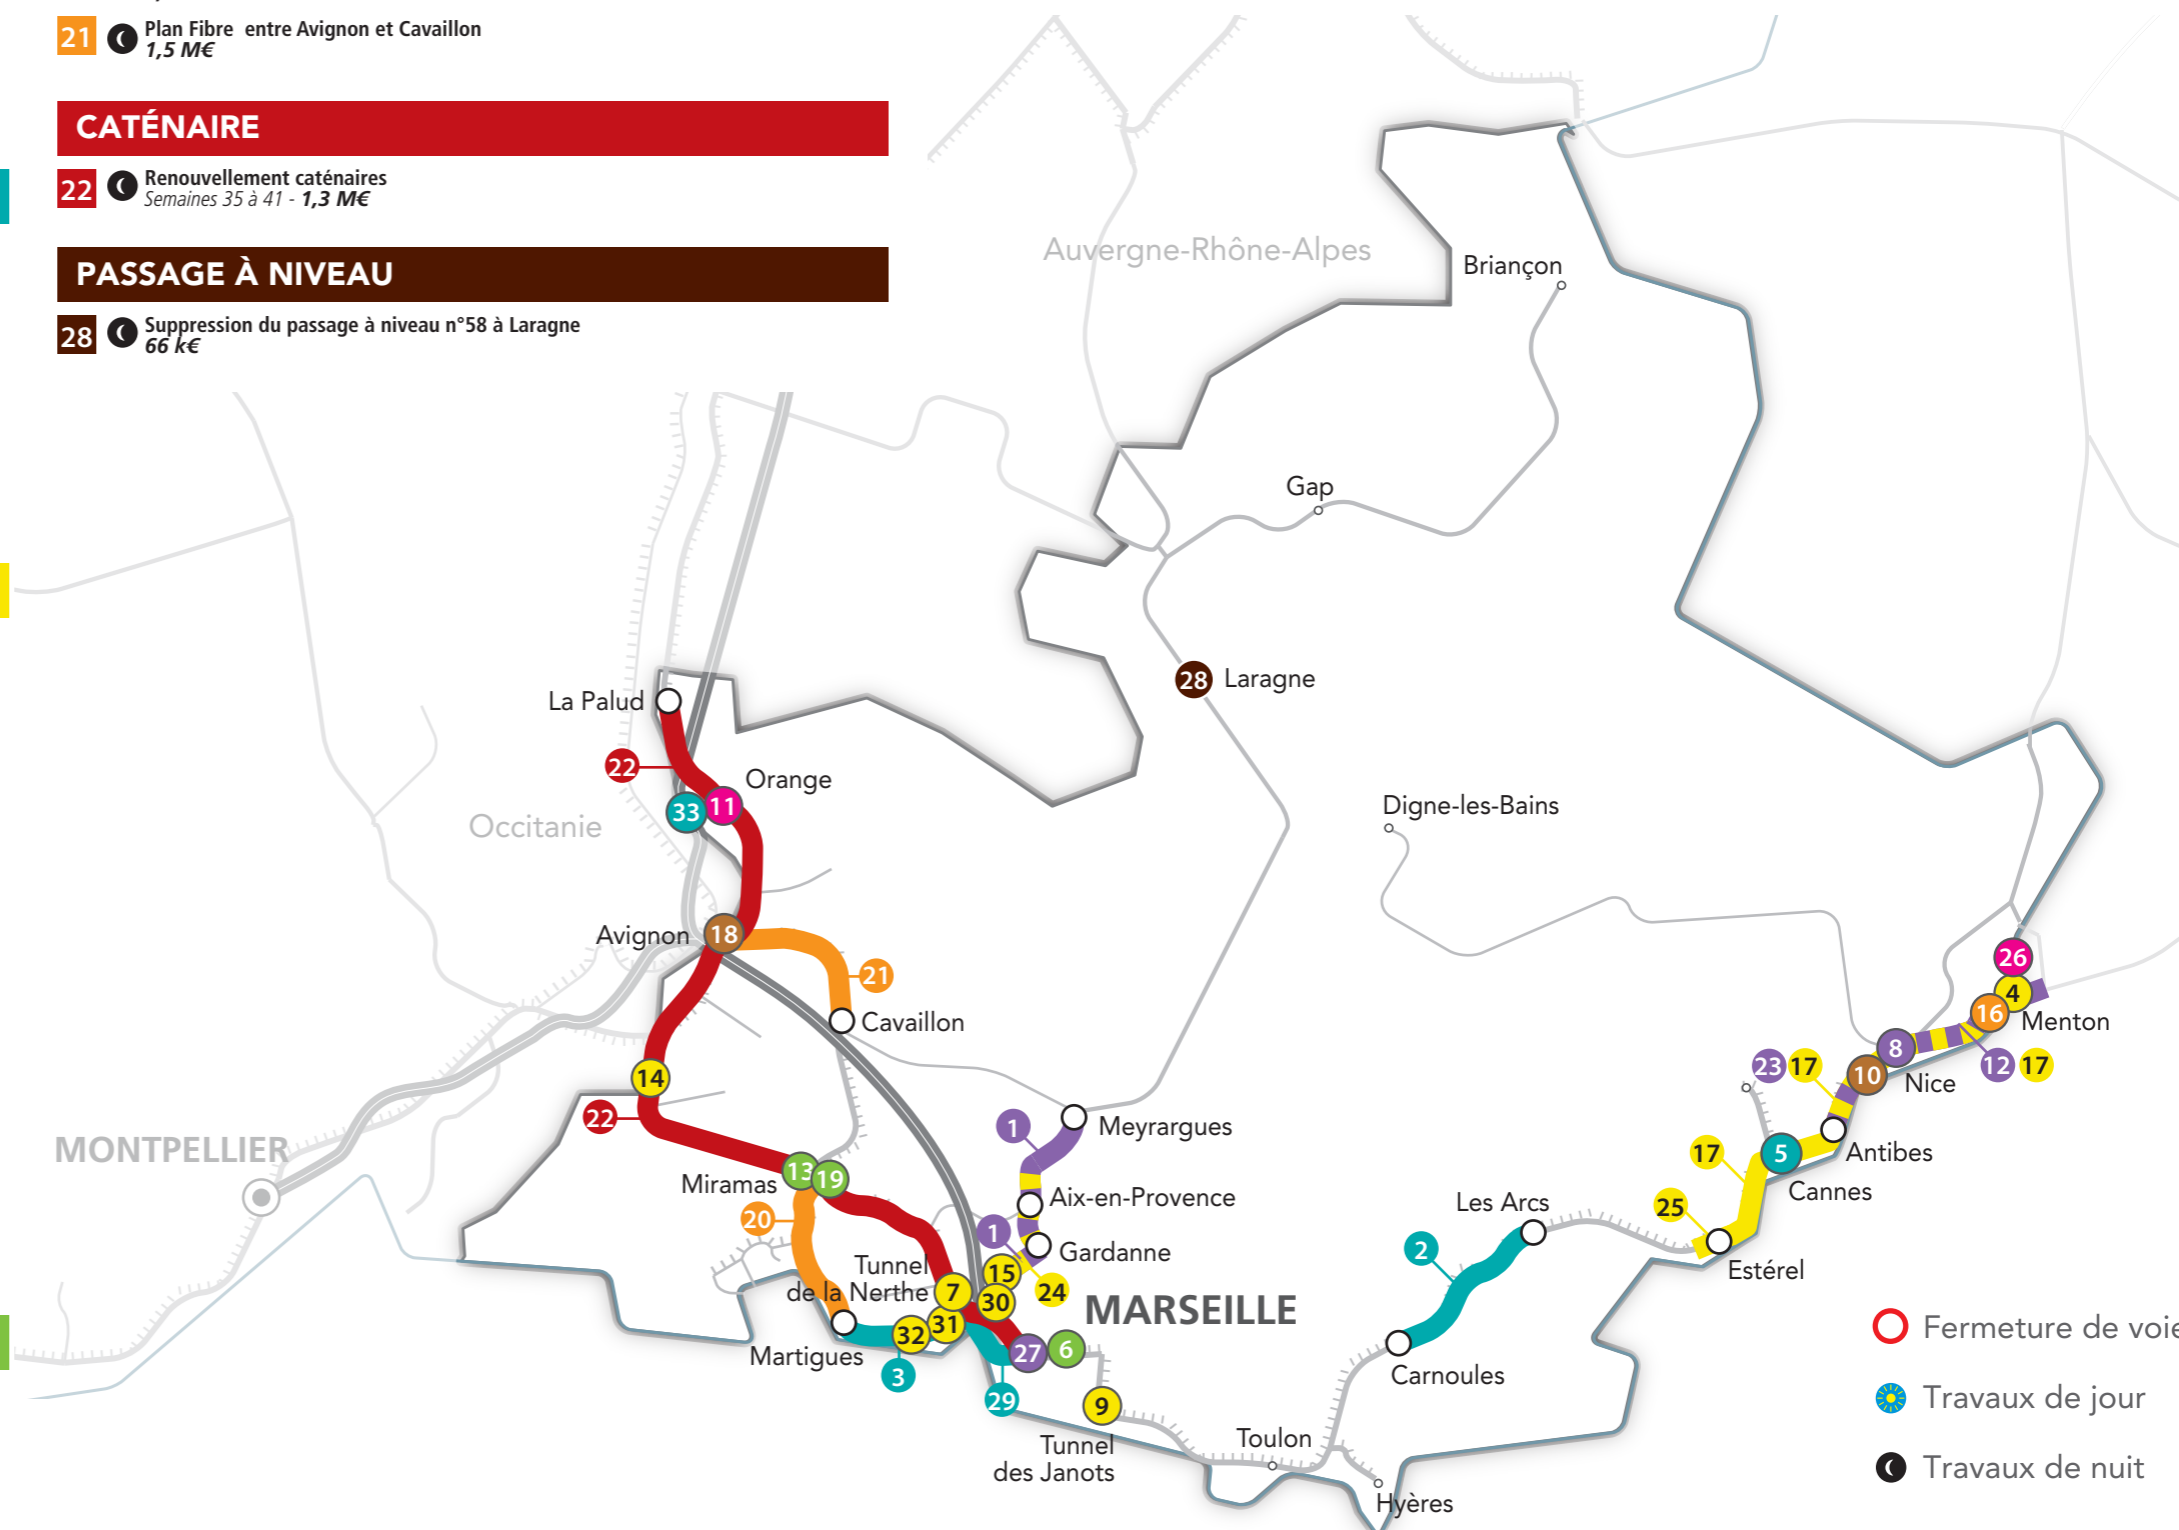 21 Plan Fibre entre Avignon et Cavaillon
1,5 M€
CATÉNAIRE
22 Renouvellement caténaires
Semaines 35 à 41 - 1,3 M€
PASSAGE À NIVEAU
28 Suppression du passage à niveau n°58 à Laragne
66 k€
Auvergne-Rhône-Alpes
Briançon
Gap
28 Laragne
La Palud
22
Orange
33 11
Occitanie
Digne-les-Bains
Avignon 18
21
Cavaillon
26
4
16
Menton
8
12 17
23 17
10
Nice
14
22
MONTPELLIER
1
Meyrargues
17
5
Antibes
Cannes
Miramas
13 19
Aix-en-Provence
Les Arcs
25
20
1
Gardanne
2
Estérel
Tunnel
de la Nerthe
7
15
30
24
MARSEILLE
Martigues
32
31
3
27
6
29
Carnoules
9
Tunnel
des Janots
Toulon
Hyères
Fermeture de voie
Travaux de jour
Travaux de nuit